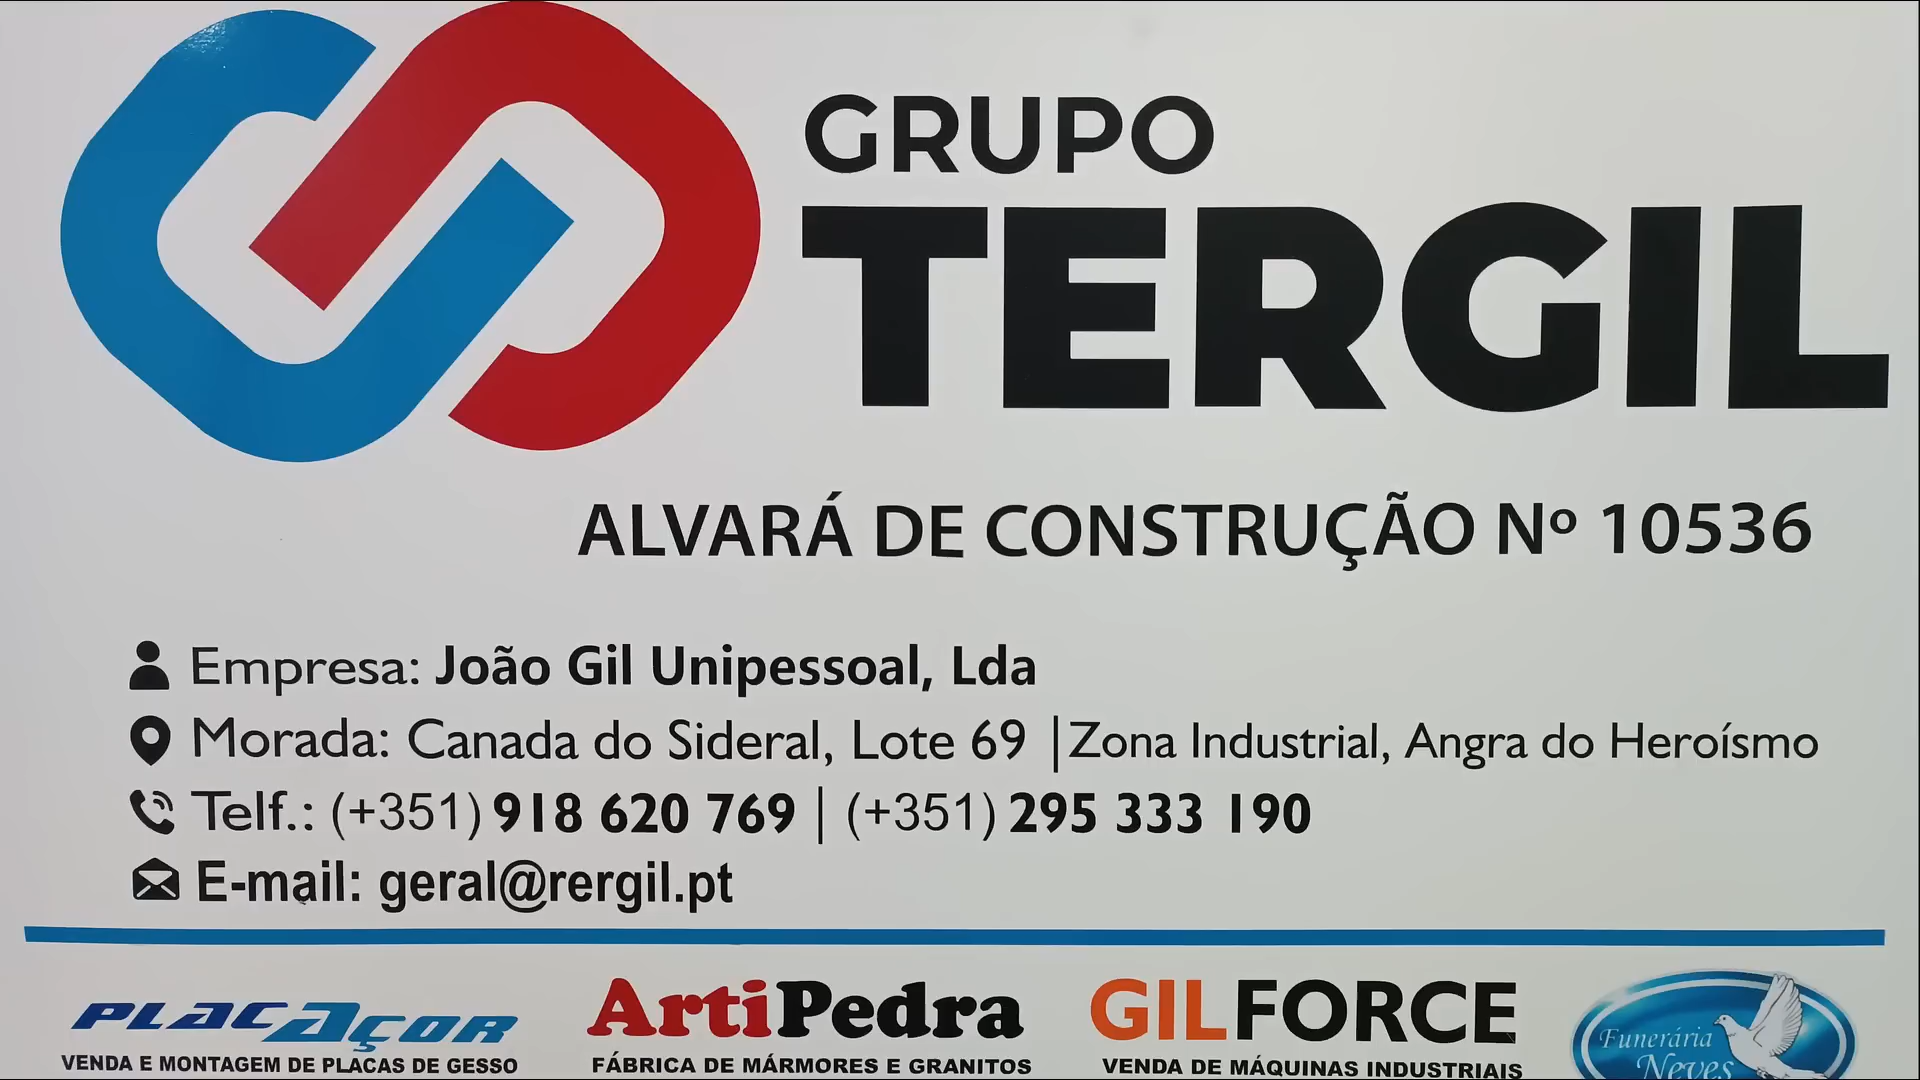 GRUPO
TERGIL
ALVARÁ DE CONSTRUÇÃO Nº 10536
Empresa: João Gil Unipessoal, Lda
Morada: Canada do Sideral, Lote 69 |Zona Industrial, Angra do Heroísmo
Telf.: (+351) 918 620 769 | (+351) 295 333 190
E-mail: geral@rergil.pt
PLACAÇOR
VENDA E MONTAGEM DE PLACAS DE GESSO
ArtiPedra
FÁBRICA DE MÁRMORES E GRANITOS
GILFORCE
VENDA DE MÁQUINAS INDUSTRIAIS
Funerária
Neves